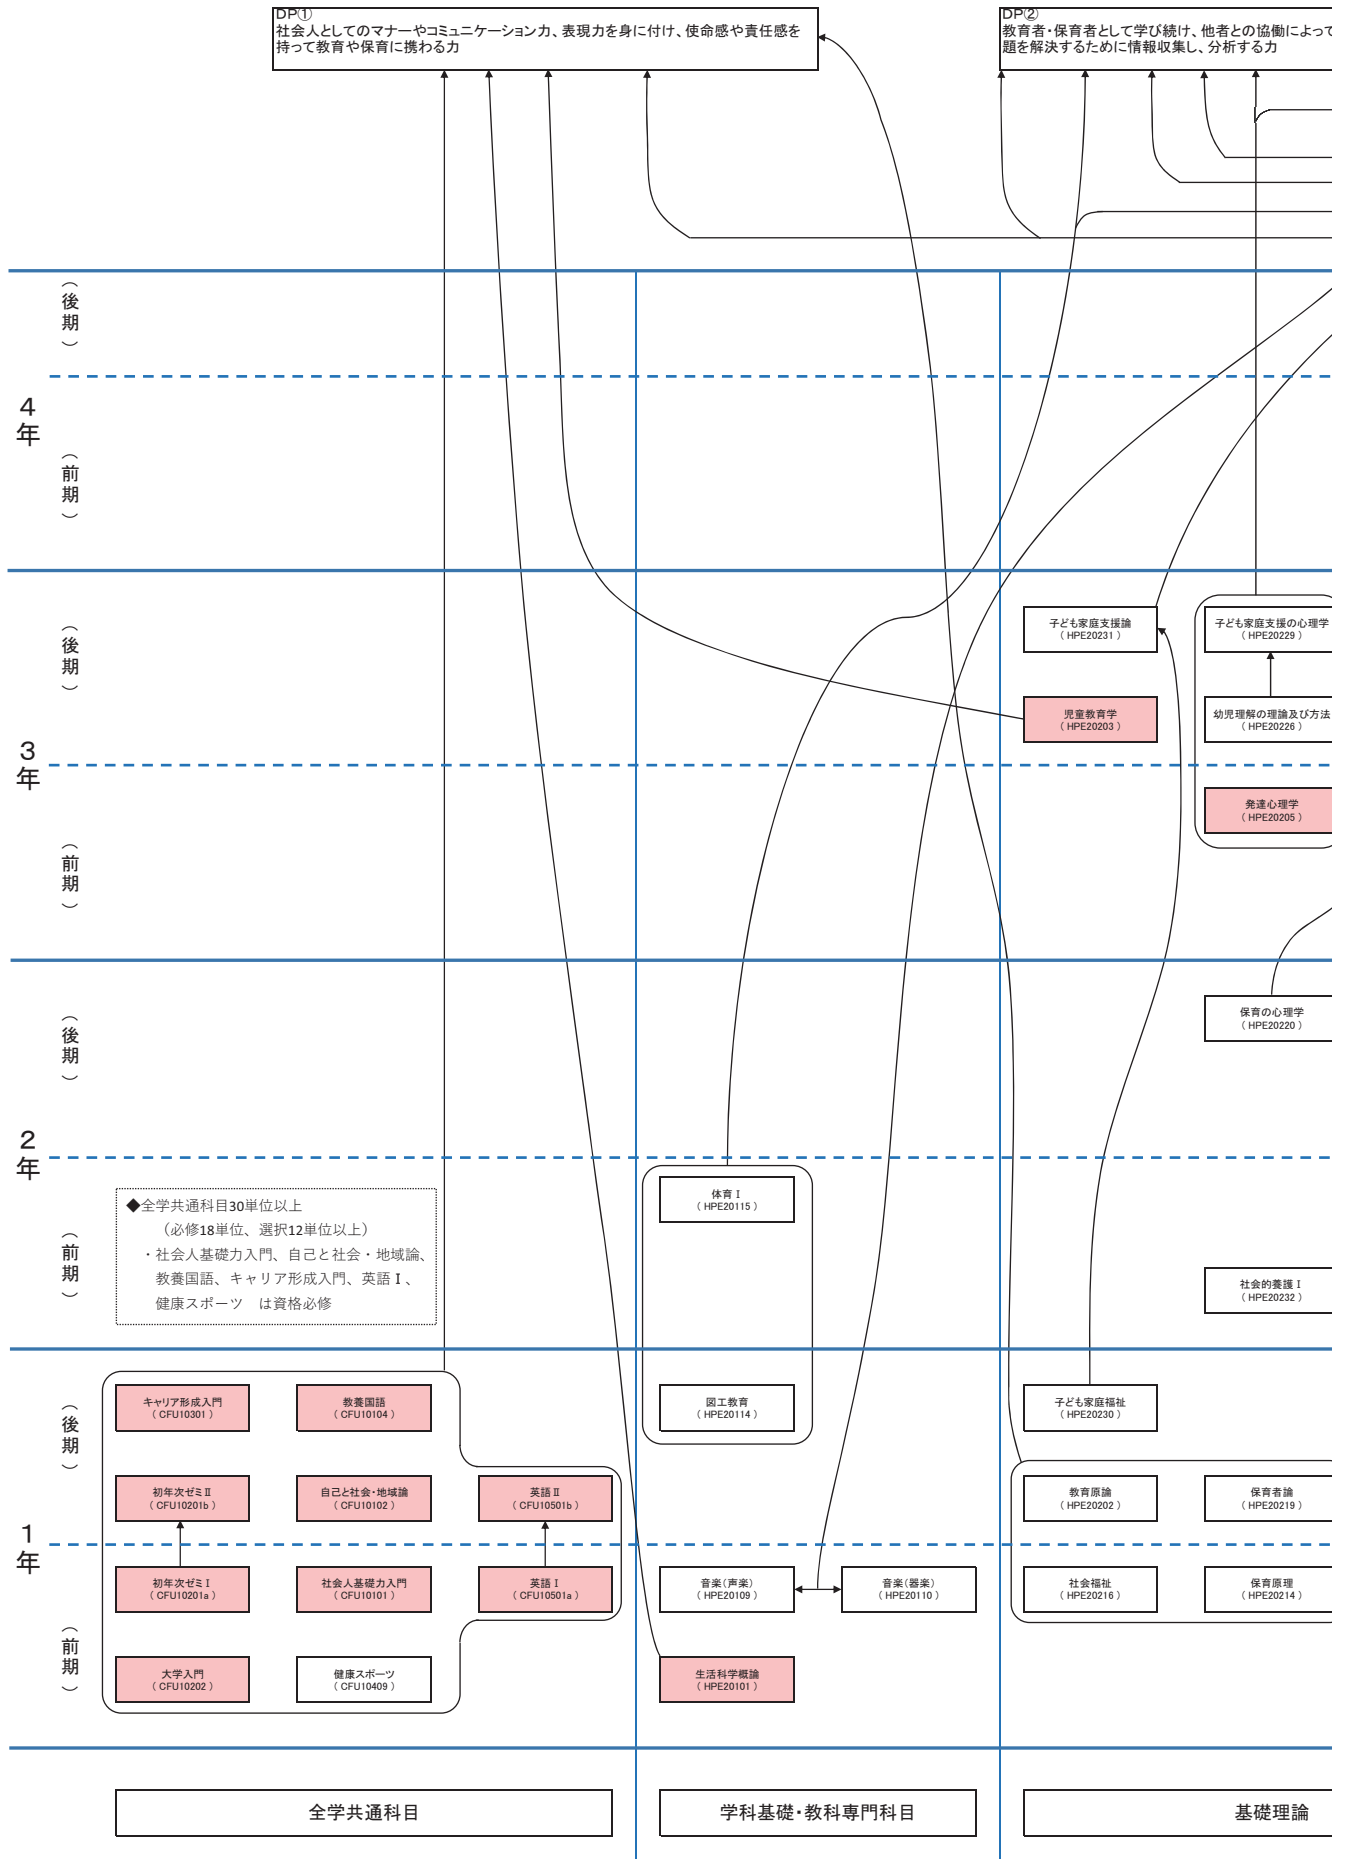 DP①
社会人としてのマナーやコミュニケーション力、表現力を身に付け、使命感や責任感を
持って教育や保育に携わる力
DP②
教育者・保育者として学び続け、他者との協働によって
題を解決するために情報収集し、分析する力
4年
（後期）
（前期）
3年
（後期）
子ども家庭支援論
( HPE20231 )
子ども家庭支援の心理学
( HPE20229 )
児童教育学
( HPE20203 )
幼児理解の理論及び方法
( HPE20226 )
（前期）
発達心理学
( HPE20205 )
2年
（後期）
保育の心理学
( HPE20220 )
（前期）
体育Ⅰ
( HPE20115 )
◆全学共通科目30単位以上
（必修18単位、選択12単位以上）
・社会人基礎力入門、自己と社会・地域論、
教養国語、キャリア形成入門、英語Ⅰ、
健康スポーツ　は資格必修
社会的養護Ⅰ
( HPE20232 )
1年
（後期）
キャリア形成入門
( CFU10301 )
教養国語
( CFU10104 )
図工教育
( HPE20114 )
子ども家庭福祉
( HPE20230 )
初年次ゼミⅡ
( CFU10201b )
自己と社会・地域論
( CFU10102 )
英語Ⅱ
( CFU10501b )
教育原論
( HPE20202 )
保育者論
( HPE20219 )
（前期）
初年次ゼミⅠ
( CFU10201a )
社会人基礎力入門
( CFU10101 )
英語Ⅰ
( CFU10501a )
音楽（声楽）
( HPE20109 )
音楽（器楽）
( HPE20110 )
社会福祉
( HPE20216 )
保育原理
( HPE20214 )
大学入門
( CFU10202 )
健康スポーツ
( CFU10409 )
生活科学概論
( HPE20101 )
全学共通科目
学科基礎・教科専門科目
基礎理論